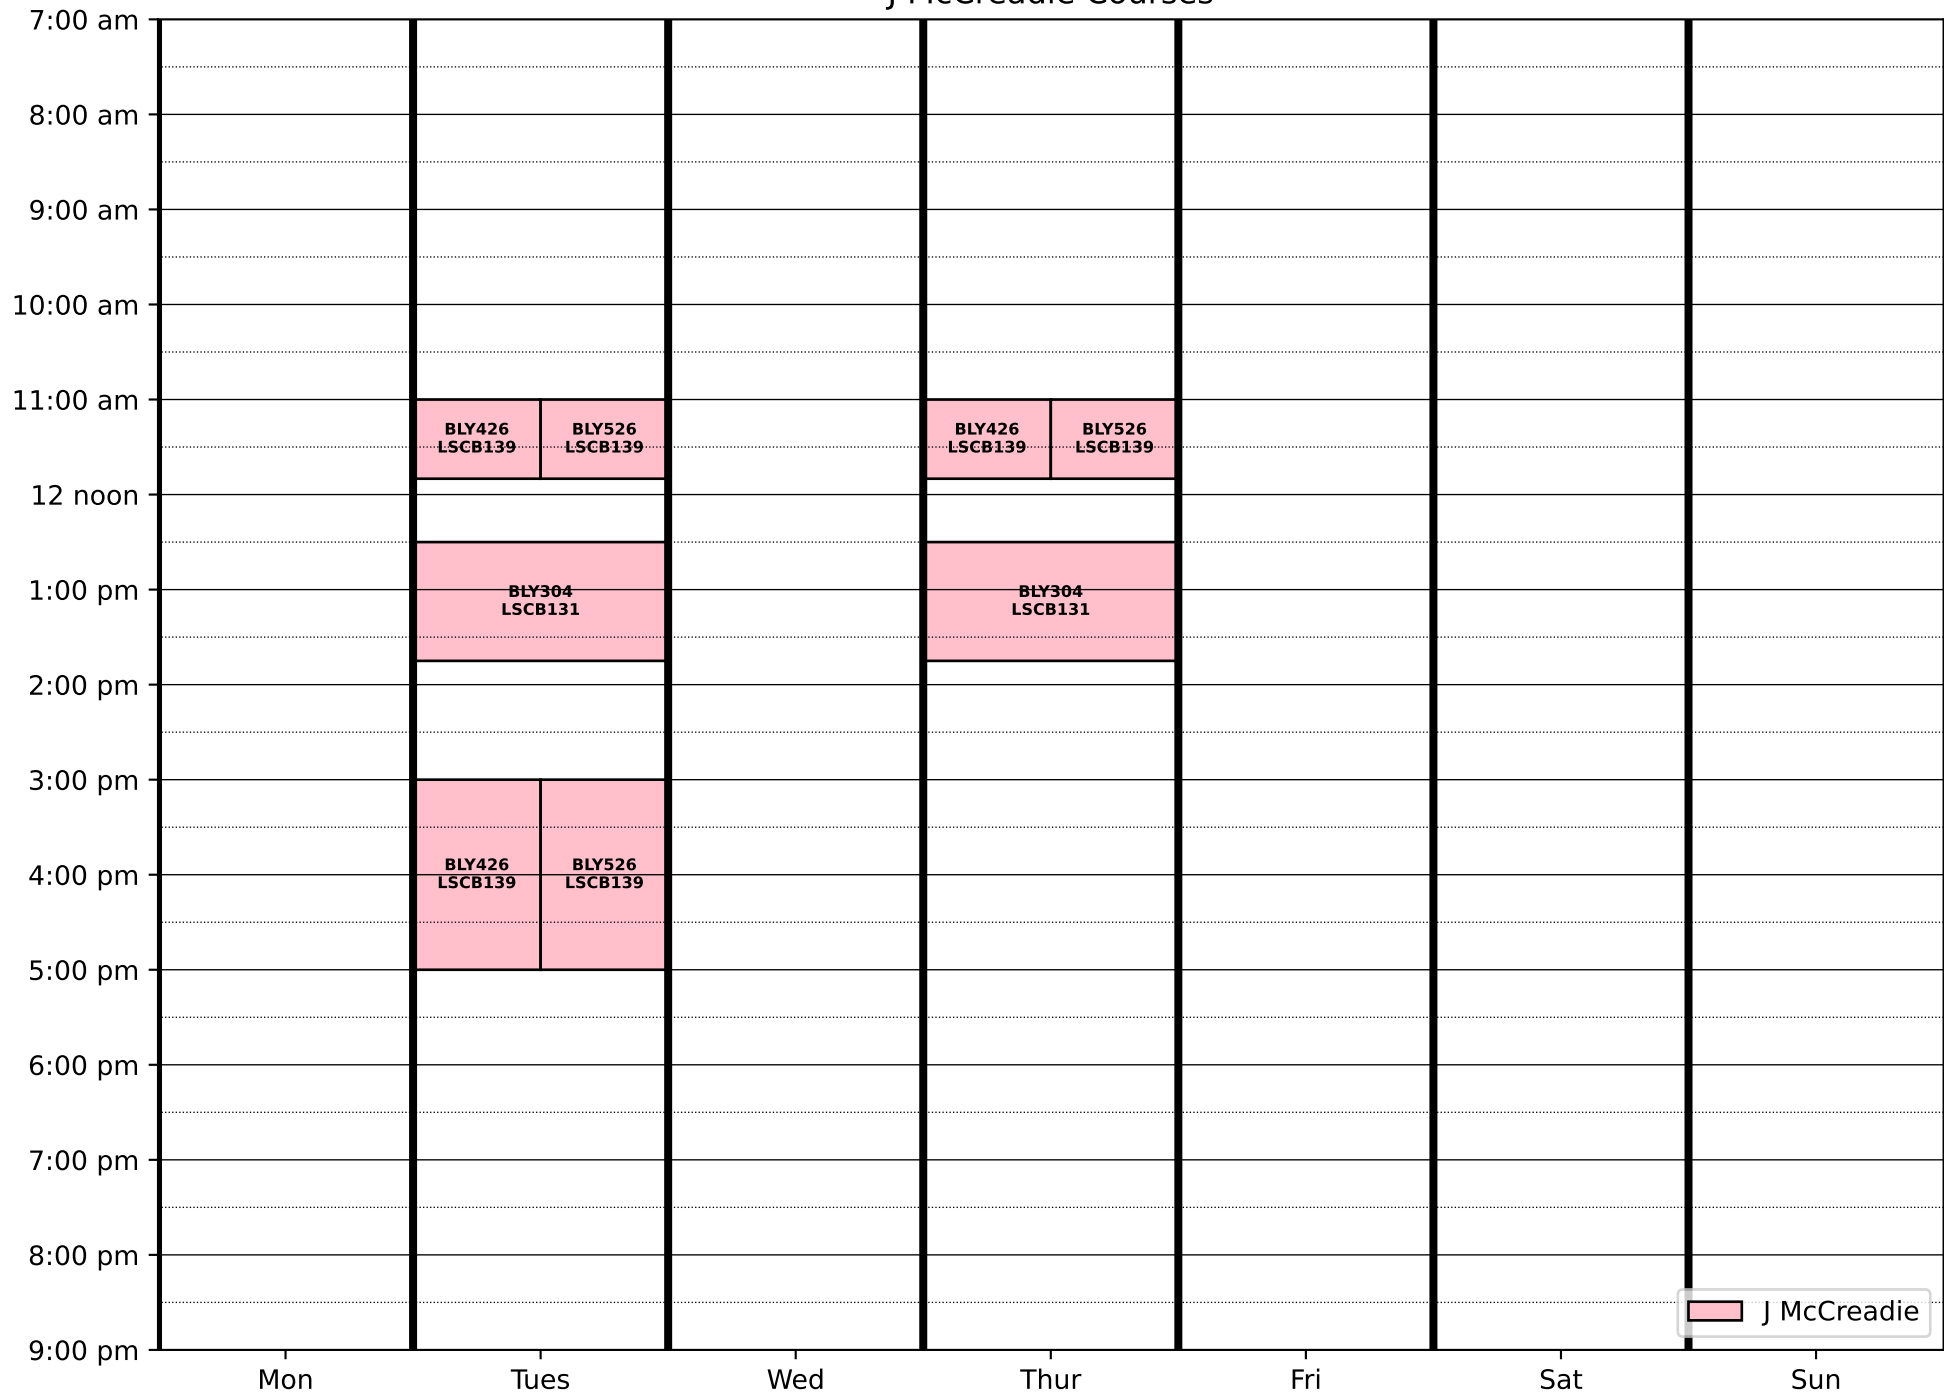 J McCreadie Courses
7:00 am
8:00 am
9:00 am
10:00 am
11:00 am
BLY426
LSCB139
BLY526
LSCB139
BLY426
LSCB139
BLY526
LSCB139
12 noon
1:00 pm
BLY304
LSCB131
BLY304
LSCB131
2:00 pm
3:00 pm
4:00 pm
BLY426
LSCB139
BLY526
LSCB139
5:00 pm
6:00 pm
7:00 pm
8:00 pm
J McCreadie
9:00 pm
Mon
Tues
Wed
Thur
Fri
Sat
Sun